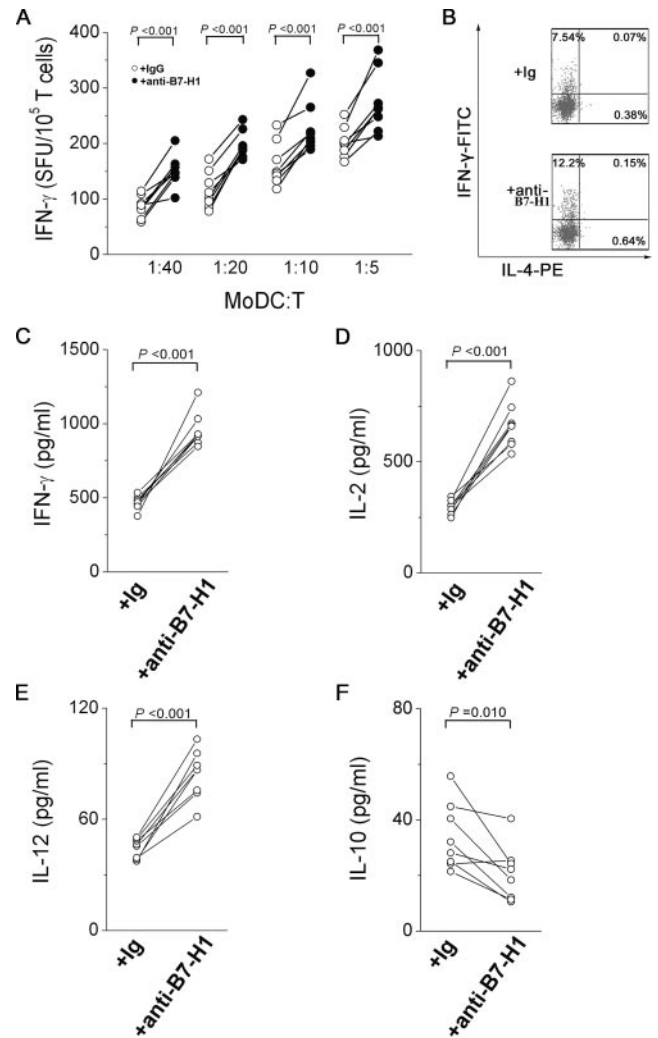 A
P <0.001 P <0.001 P <0.001 P <0.001
IFN-γ (SFU/10⁵ T cells)
400
300
200
100
0
+IgG
+anti-B7-H1
1:40 1:20 1:10 1:5
MoDC:T
B
+Ig
7.54% 0.07%
0.38%
+anti-
B7-H1
12.2% 0.15%
0.64%
IFN-γ-FITC
IL-4-PE
C
P <0.001
IFN-γ (pg/ml)
1500
1000
500
0
+Ig
+anti-B7-H1
D
P <0.001
IL-2 (pg/ml)
1000
500
0
+Ig
+anti-B7-H1
E
P <0.001
IL-12 (pg/ml)
120
60
0
+Ig
+anti-B7-H1
F
P =0.010
IL-10 (pg/ml)
80
40
0
+Ig
+anti-B7-H1